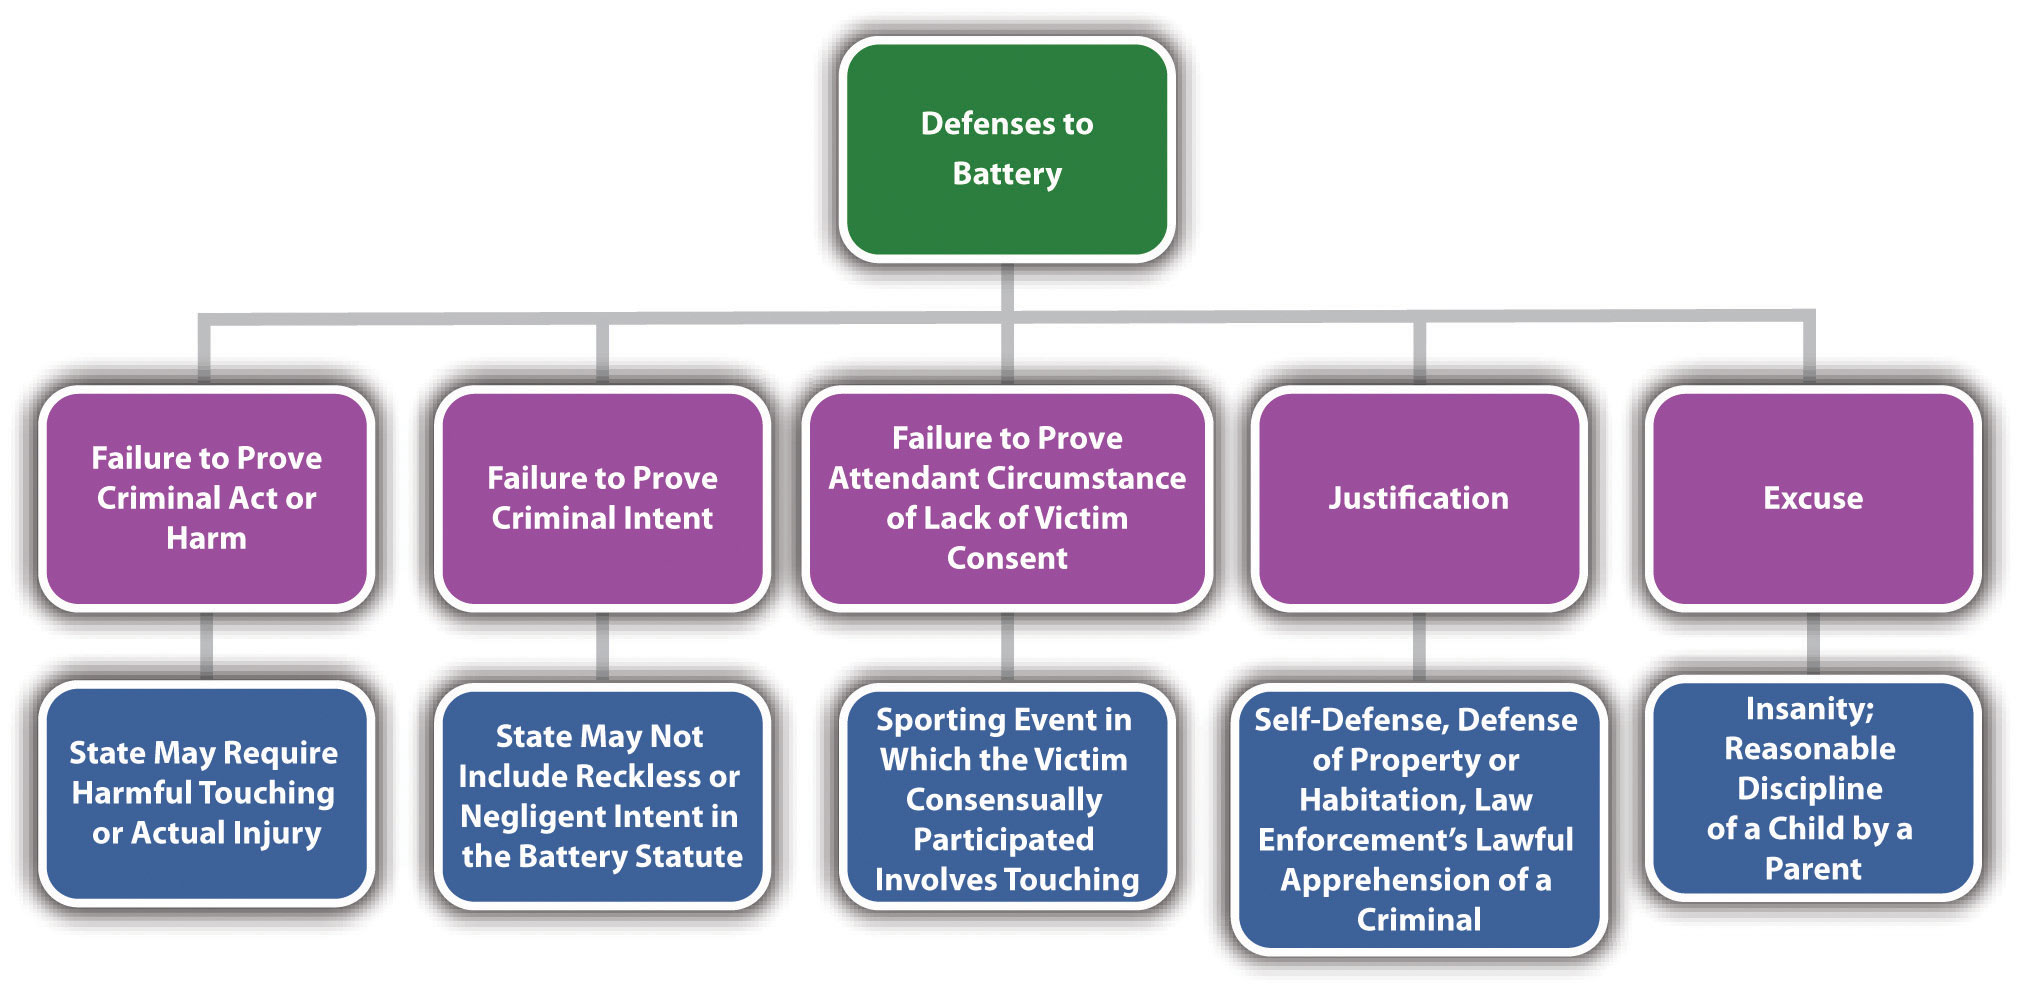 Defenses to
Battery
Failure to Prove
Criminal Act or
Harm
Failure to Prove
Criminal Intent
Failure to Prove
Attendant Circumstance
of Lack of Victim
Consent
Justification
Excuse
State May Require
Harmful Touching
or Actual Injury
State May Not
Include Reckless or
Negligent Intent in
the Battery Statute
Sporting Event in
Which the Victim
Consensually
Participated
Involves Touching
Self-Defense, Defense
of Property or
Habitation, Law
Enforcement’s Lawful
Apprehension of a
Criminal
Insanity;
Reasonable
Discipline
of a Child by a
Parent